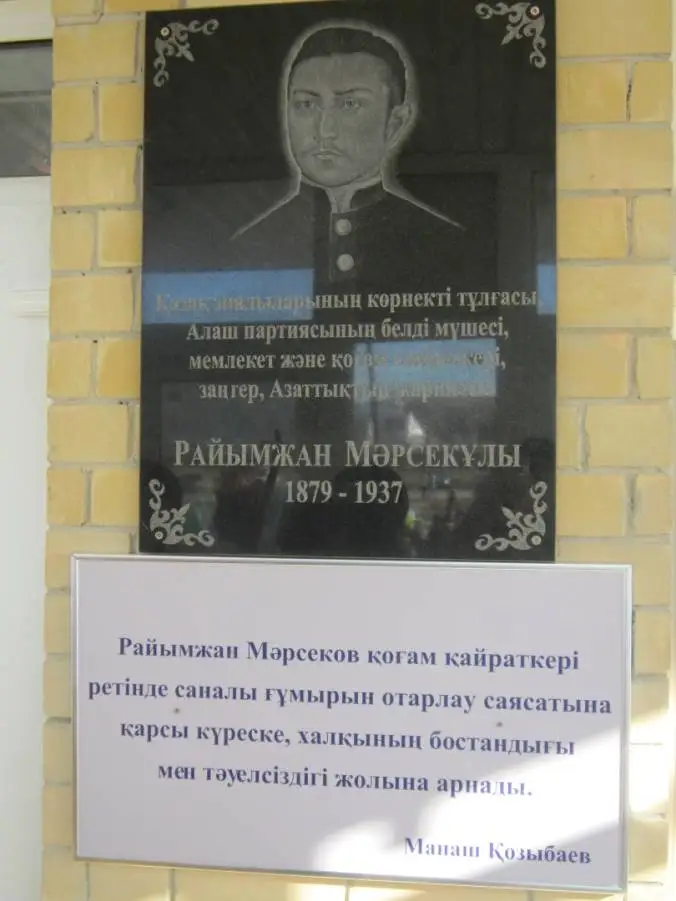 Қазақ зиялыларының көрнекті тұлғасы,
Алаш партиясының белді мүшесі,
мемлекет және қоғам қайраткері,
заңгер, Азаттықтың
РАЙЫМЖАН МӘРСЕКҰЛЫ
1879 - 1937
Райымжан Мәрсеков қоғам қайраткері
ретінде саналы ғұмырын отарлау саясатына
қарсы күреске, халқының бостандығы
мен тәуелсіздігі жолына арнады.
Манаш Қозыбаев